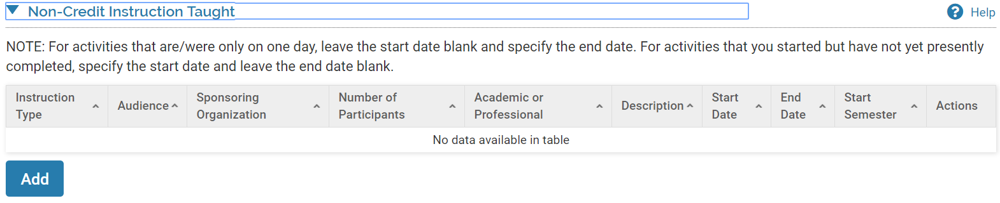 Non-Credit Instruction Taught
? Help
NOTE: For activities that are/were only on one day, leave the start date blank and specify the end date. For activities that you started but have not yet presently
completed, specify the start date and leave the end date blank.
Instruction Type Audience Sponsoring Organization Number of Participants Academic or Professional Description Start Date End Date Start Semester Actions
No data available in table
Add